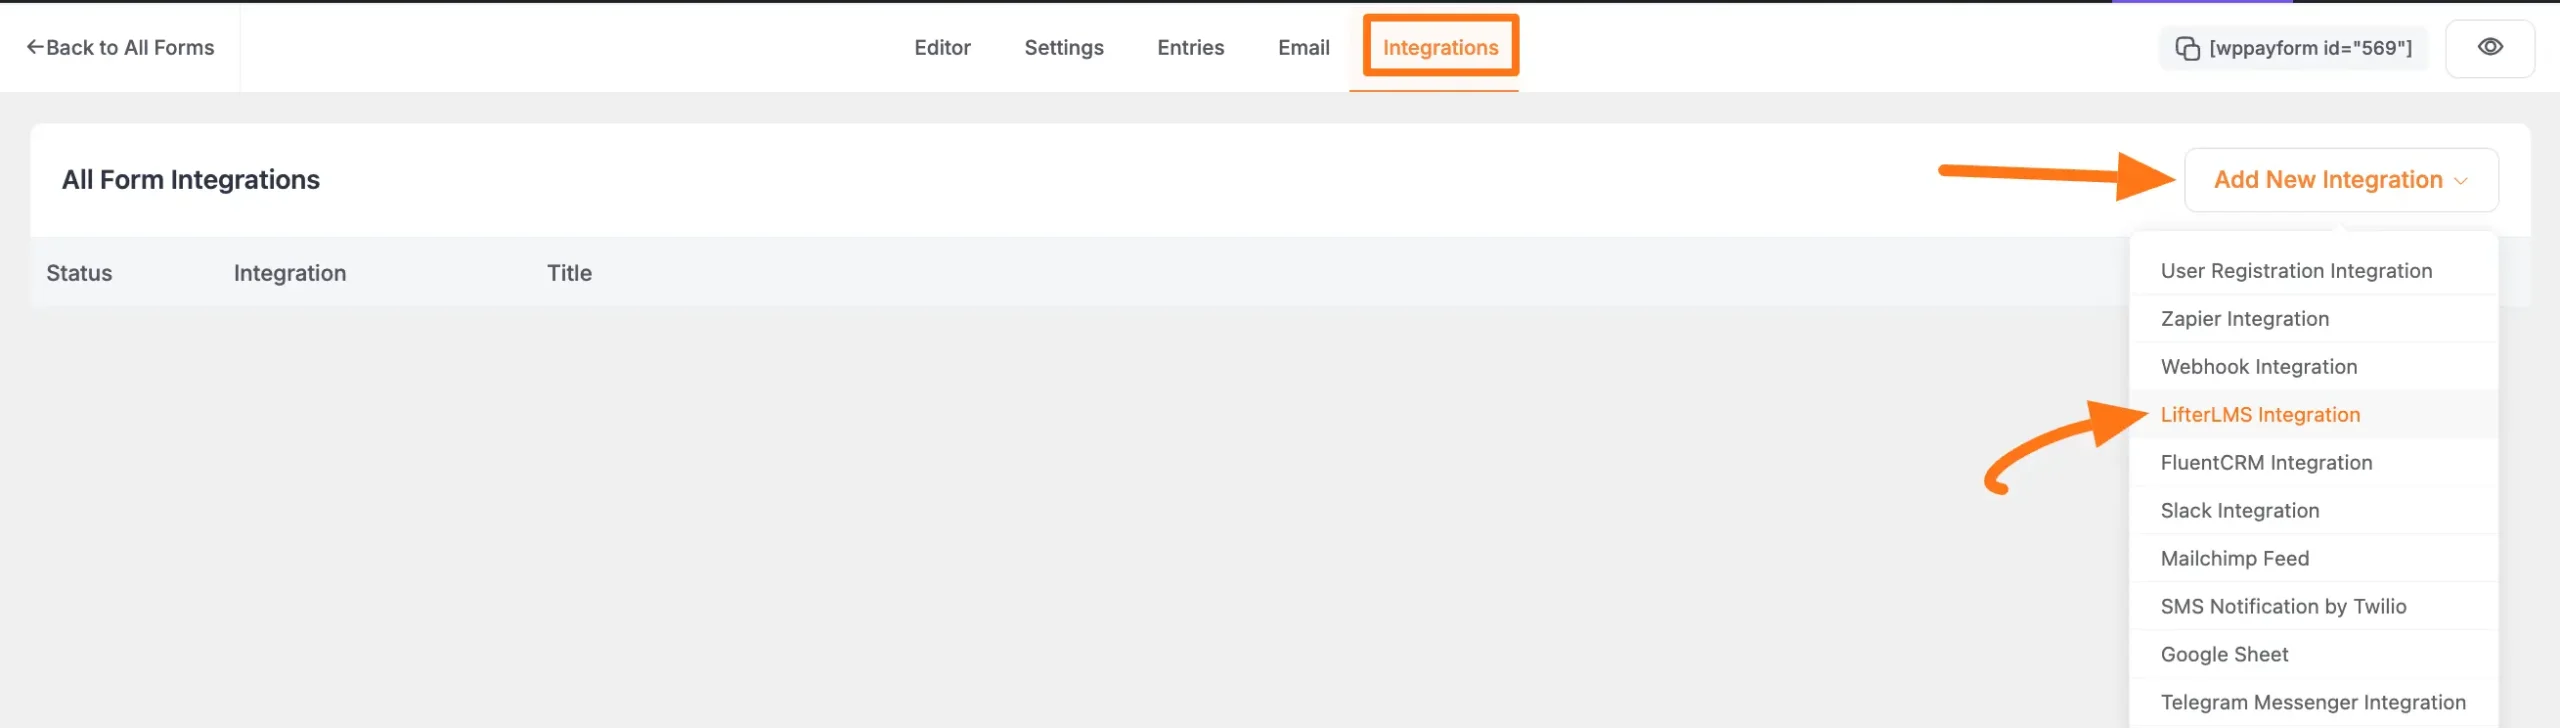 Back to All Forms
Editor
Settings
Entries
Email
Integrations
[wppayform id="569"]
All Form Integrations
Add New Integration
Status
Integration
Title
User Registration Integration
Zapier Integration
Webhook Integration
LifterLMS Integration
FluentCRM Integration
Slack Integration
Mailchimp Feed
SMS Notification by Twilio
Google Sheet
Telegram Messenger Integration